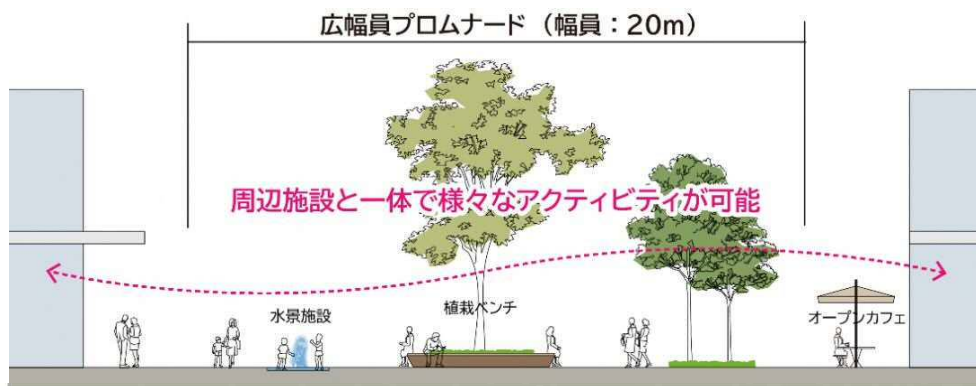 広幅員プロムナード（幅員：20m）
周辺施設と一体で様々なアクティビティが可能
水景施設
植栽ベンチ
オープンカフェ